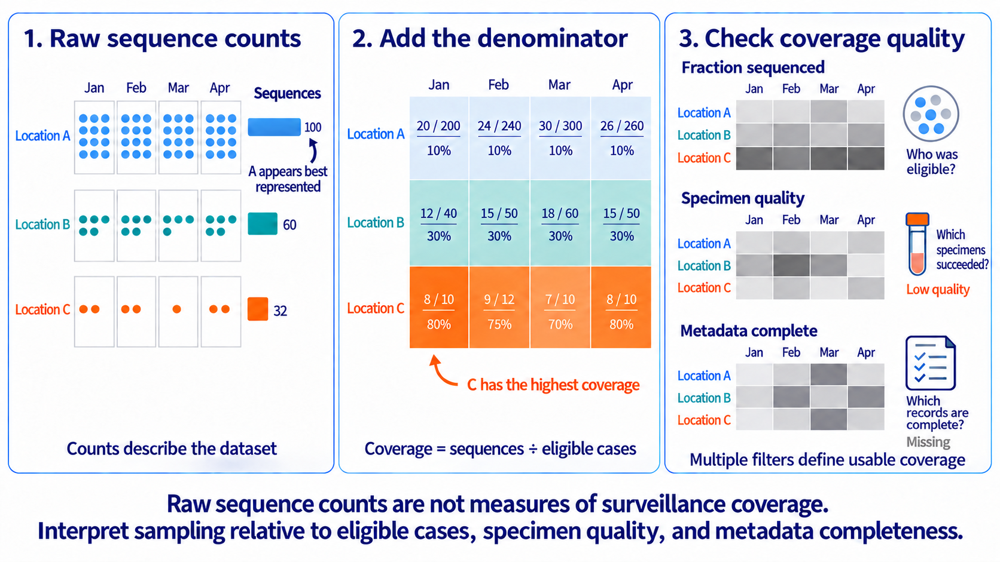 1. Raw sequence counts
Jan Feb Mar Apr
Sequences
Location A
100
A appears best
represented
Location B
60
Location C
32
Counts describe the dataset
2. Add the denominator
Jan Feb Mar Apr
Location A
20 / 200 24 / 240 30 / 300 26 / 260
10% 10% 10% 10%
Location B
12 / 40 15 / 50 18 / 60 15 / 50
30% 30% 30% 30%
Location C
8 / 10 9 / 12 7 / 10 8 / 10
80% 75% 70% 80%
C has the highest coverage
Coverage = sequences ÷ eligible cases
3. Check coverage quality
Fraction sequenced
Jan Feb Mar Apr
Location A
Location B
Location C
Who was
eligible?
Specimen quality
Jan Feb Mar Apr
Location A
Location B
Location C
Which
specimens
succeeded?
Low quality
Metadata complete
Jan Feb Mar Apr
Location A
Location B
Location C
Which
records are
complete?
Missing
Multiple filters define usable coverage
Raw sequence counts are not measures of surveillance coverage.
Interpret sampling relative to eligible cases, specimen quality, and metadata completeness.